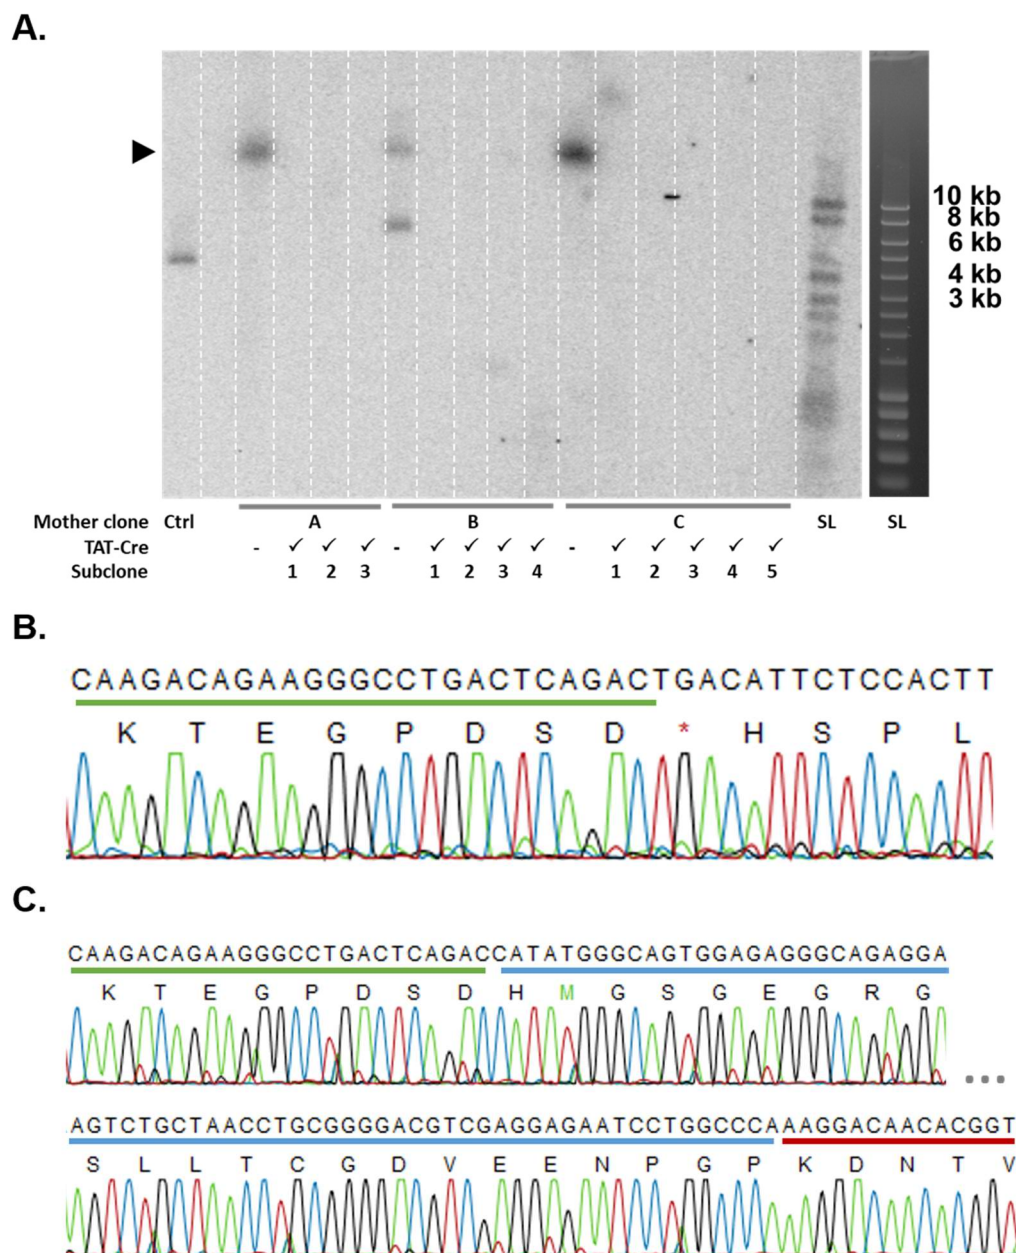 A.
10 kb
8 kb
6 kb
4 kb
3 kb
Mother clone Ctrl A B C SL SL
TAT-Cre - ✓ ✓ ✓ - ✓ ✓ ✓ ✓ - ✓ ✓ ✓ ✓ ✓
Subclone 1 2 3 1 2 3 4 1 2 3 4 5
B.
CAAGACAGAAGGGCCTGACTCAGACTGACATTCTCCACTT
K T E G P D S D * H S P L
C.
CAAGACAGAAGGGCCTGACTCAGACCATATGGGCAGTGGAGAGGGCAGAGGA
K T E G P D S D H M G S G E G R G
...
AGTCTGCTAACCTGCGGGGACGTCGAGGAGAATCCTGGCCCAAAGGACAACACGGT
S L L T C G D V E E N P G P K D N T V